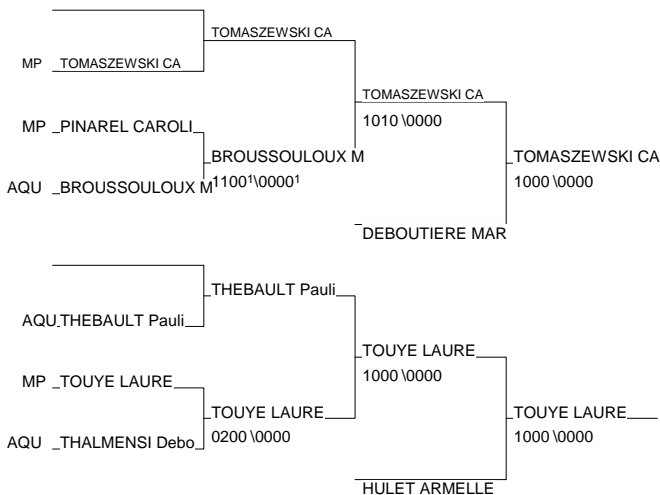 TOMASZEWSKI CA
MP TOMASZEWSKI CA
TOMASZEWSKI CA
1010 \0000
MP PINAREL CAROLI
BROUSSOULOUX M
1100¹\0000¹
TOMASZEWSKI CA
1000 \0000
AQU BROUSSOULOUX M
DEBOUTIERE MAR
THEBAULT Pauli
AQU THEBAULT Pauli
TOUYE LAURE
1000 \0000
MP TOUYE LAURE
TOUYE LAURE
0200 \0000
TOUYE LAURE
1000 \0000
AQU THALMENSI Debo
HULET ARMELLE